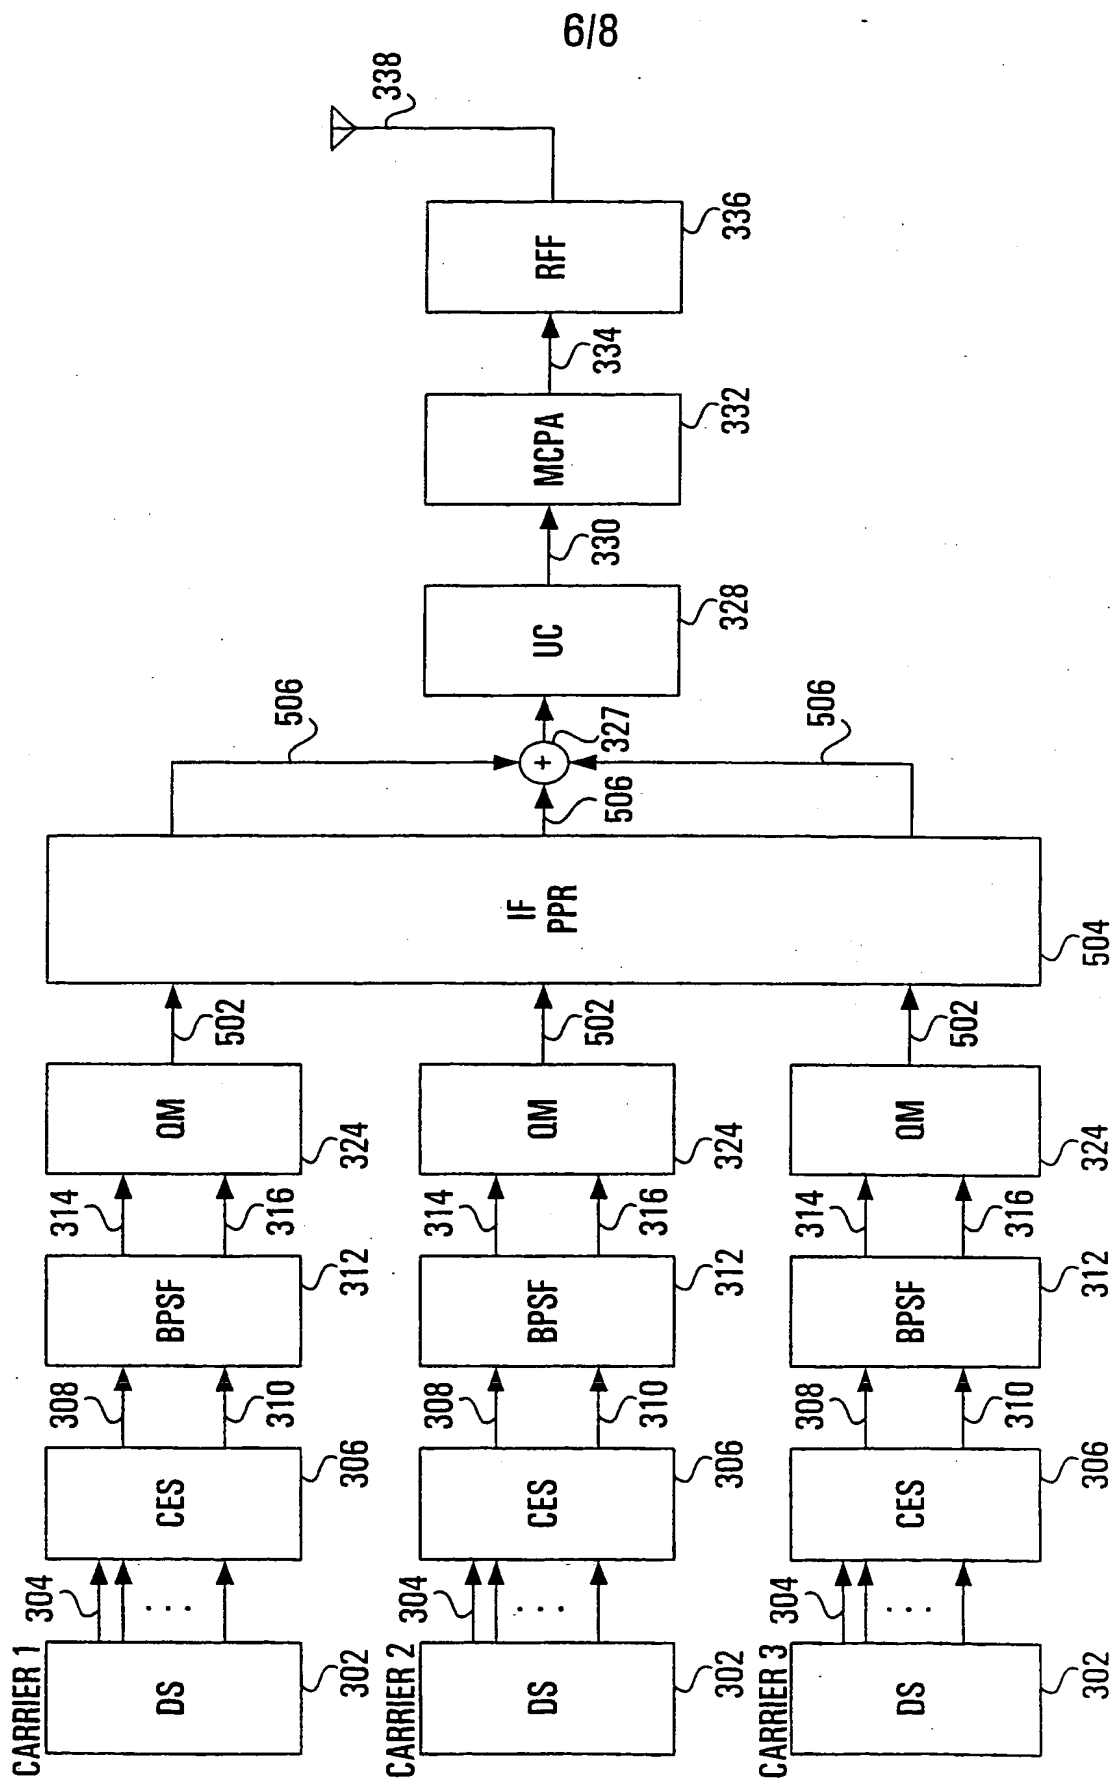 6/8
CARRIER 1
DS
302
304
CES
306
308
310
BPSF
312
314
316
QM
324
502
CARRIER 2
DS
302
304
CES
306
308
310
BPSF
312
314
316
QM
324
502
CARRIER 3
DS
302
304
CES
306
308
310
BPSF
312
314
316
QM
324
502
IF
PPR
504
506
506
506
+
327
UC
328
330
MCPA
332
334
RFF
336
338